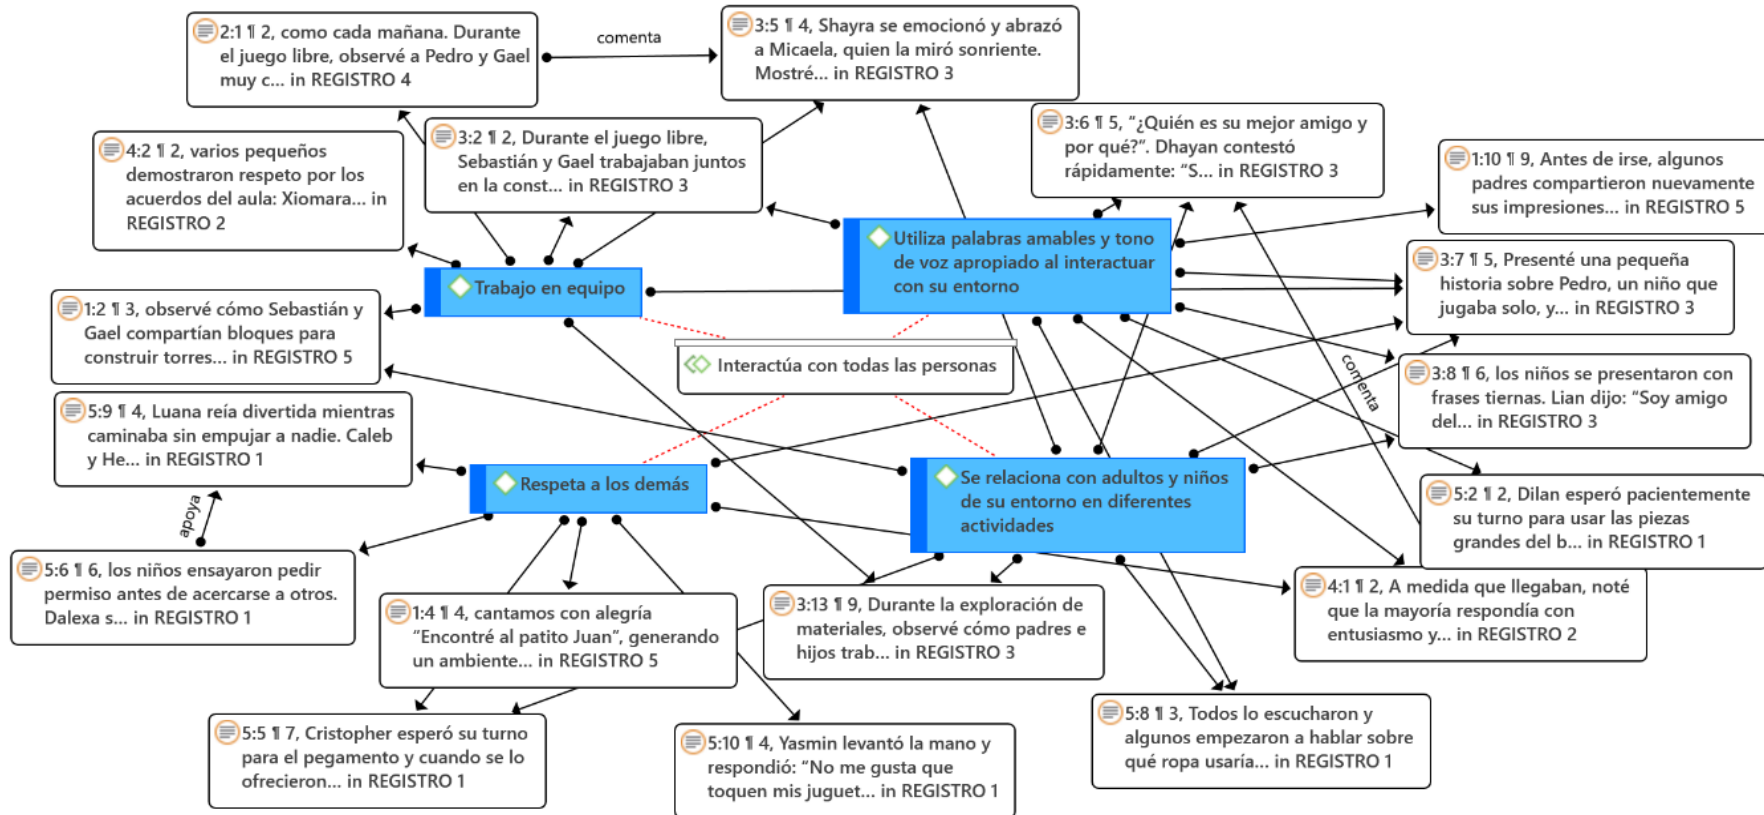 2:1 ¶ 2, como cada mañana. Durante
el juego libre, observé a Pedro y Gael
muy c... in REGISTRO 4
comenta
3:5 ¶ 4, Shayra se emocionó y abrazó
a Micaela, quien la miró sonriente.
Mostré... in REGISTRO 3
4:2 ¶ 2, varios pequeños
demostraron respeto por los
acuerdos del aula: Xiomara... in
REGISTRO 2
3:2 ¶ 2, Durante el juego libre,
Sebastián y Gael trabajaban juntos
en la const... in REGISTRO 3
3:6 ¶ 5, “¿Quién es su mejor amigo y
por qué?”. Dhayan contestó
rápidamente: “S... in REGISTRO 3
1:10 ¶ 9, Antes de irse, algunos
padres compartieron nuevamente
sus impresiones... in REGISTRO 5
Utiliza palabras amables y tono
de voz apropiado al interactuar
con su entorno
Trabajo en equipo
3:7 ¶ 5, Presenté una pequeña
historia sobre Pedro, un niño que
jugaba solo, y... in REGISTRO 3
1:2 ¶ 3, observé cómo Sebastián y
Gael compartían bloques para
construir torres... in REGISTRO 5
Interactúa con todas las personas
comenta
3:8 ¶ 6, los niños se presentaron con
frases tiernas. Lian dijo: “Soy amigo
del... in REGISTRO 3
5:9 ¶ 4, Luana reía divertida mientras
caminaba sin empujar a nadie. Caleb
y He... in REGISTRO 1
Respeta a los demás
Se relaciona con adultos y niños
de su entorno en diferentes
actividades
5:2 ¶ 2, Dilan esperó pacientemente
su turno para usar las piezas
grandes del b... in REGISTRO 1
apoya
5:6 ¶ 6, los niños ensayaron pedir
permiso antes de acercarse a otros.
Dalexa s... in REGISTRO 1
1:4 ¶ 4, cantamos con alegría
“Encontré al patito Juan”, generando
un ambiente... in REGISTRO 5
3:13 ¶ 9, Durante la exploración de
materiales, observé cómo padres e
hijos trab... in REGISTRO 3
4:1 ¶ 2, A medida que llegaban, noté
que la mayoría respondía con
entusiasmo y... in REGISTRO 2
5:5 ¶ 7, Cristopher esperó su turno
para el pegamento y cuando se lo
ofrecieron... in REGISTRO 1
5:10 ¶ 4, Yasmin levantó la mano y
respondió: “No me gusta que
toquen mis juguet... in REGISTRO 1
5:8 ¶ 3, Todos lo escucharon y
algunos empezaron a hablar sobre
qué ropa usaría... in REGISTRO 1